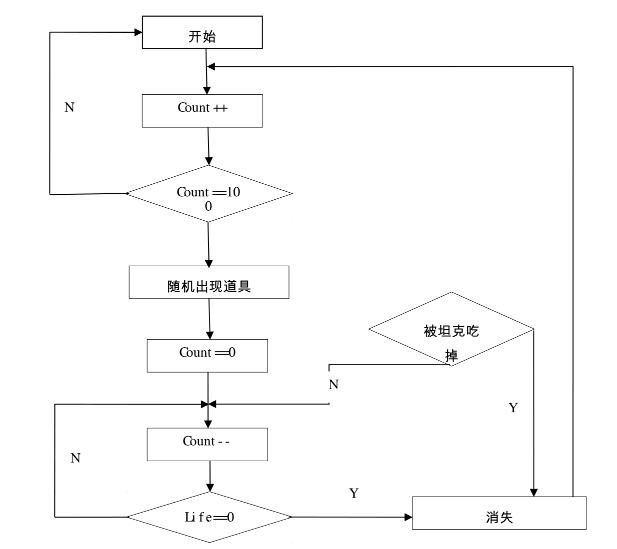 开始
N
Count ++
Count ==10
0
随机出现道具
被坦克吃
掉
Count ==0
N
Y
Count - -
N
Y
Life==0
消失